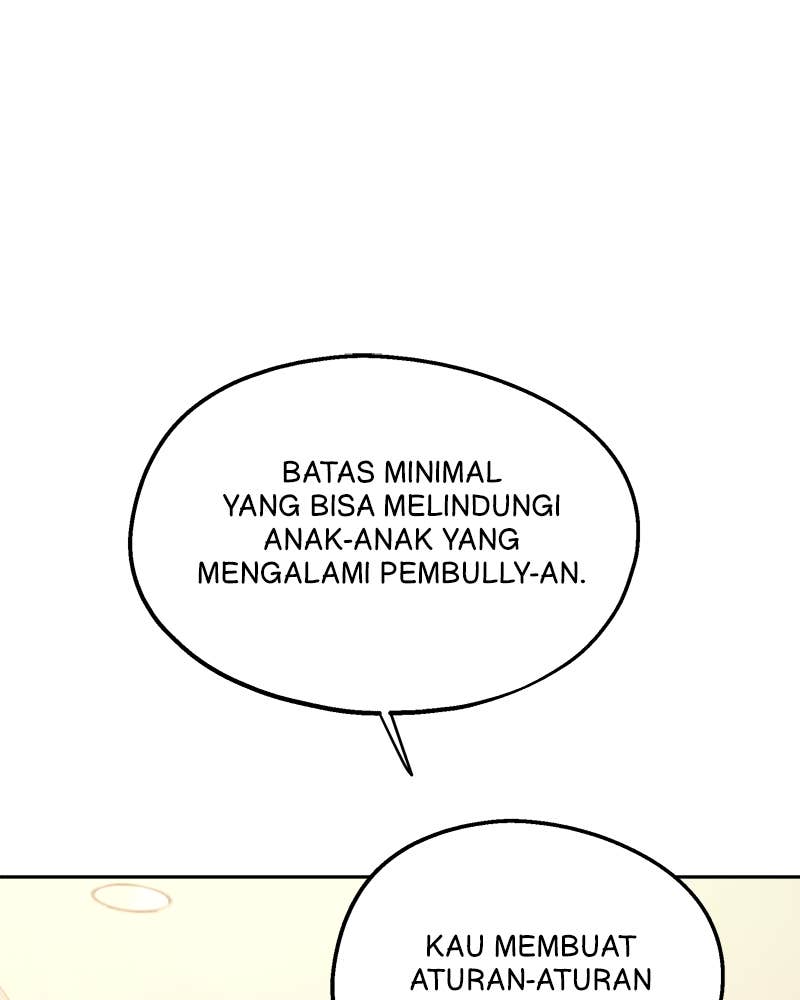 BATAS MINIMAL
YANG BISA MELINDUNGI
ANAK-ANAK YANG
MENGALAMI PEMBULLY-AN.
KAU MEMBUAT
ATURAN-ATURAN